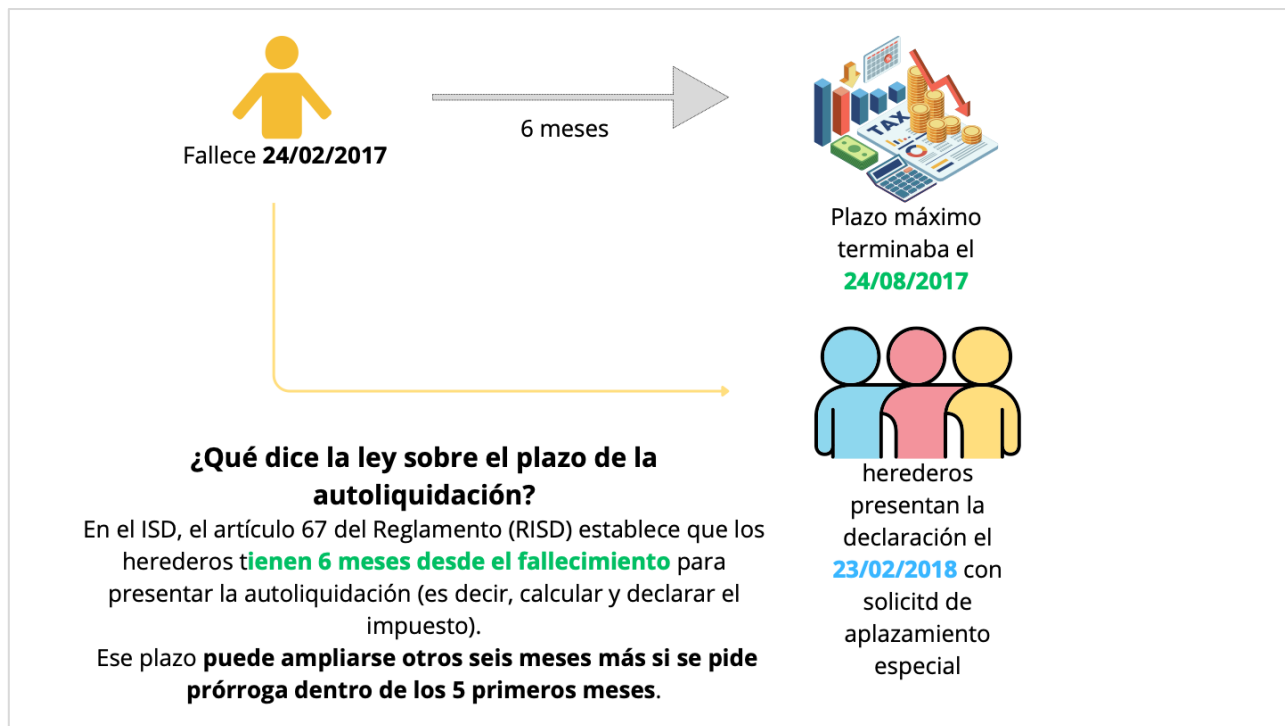 Fallece 24/02/2017
6 meses
TAX
Plazo máximo
terminaba el
24/08/2017
¿Qué dice la ley sobre el plazo de la
autoliquidación?
En el ISD, el artículo 67 del Reglamento (RISD) establece que los
herederos tienen 6 meses desde el fallecimiento para
presentar la autoliquidación (es decir, calcular y declarar el
impuesto).
Ese plazo puede ampliarse otros seis meses más si se pide
prórroga dentro de los 5 primeros meses.
herederos
presentan la
declaración el
23/02/2018 con
solicitd de
aplazamiento
especial